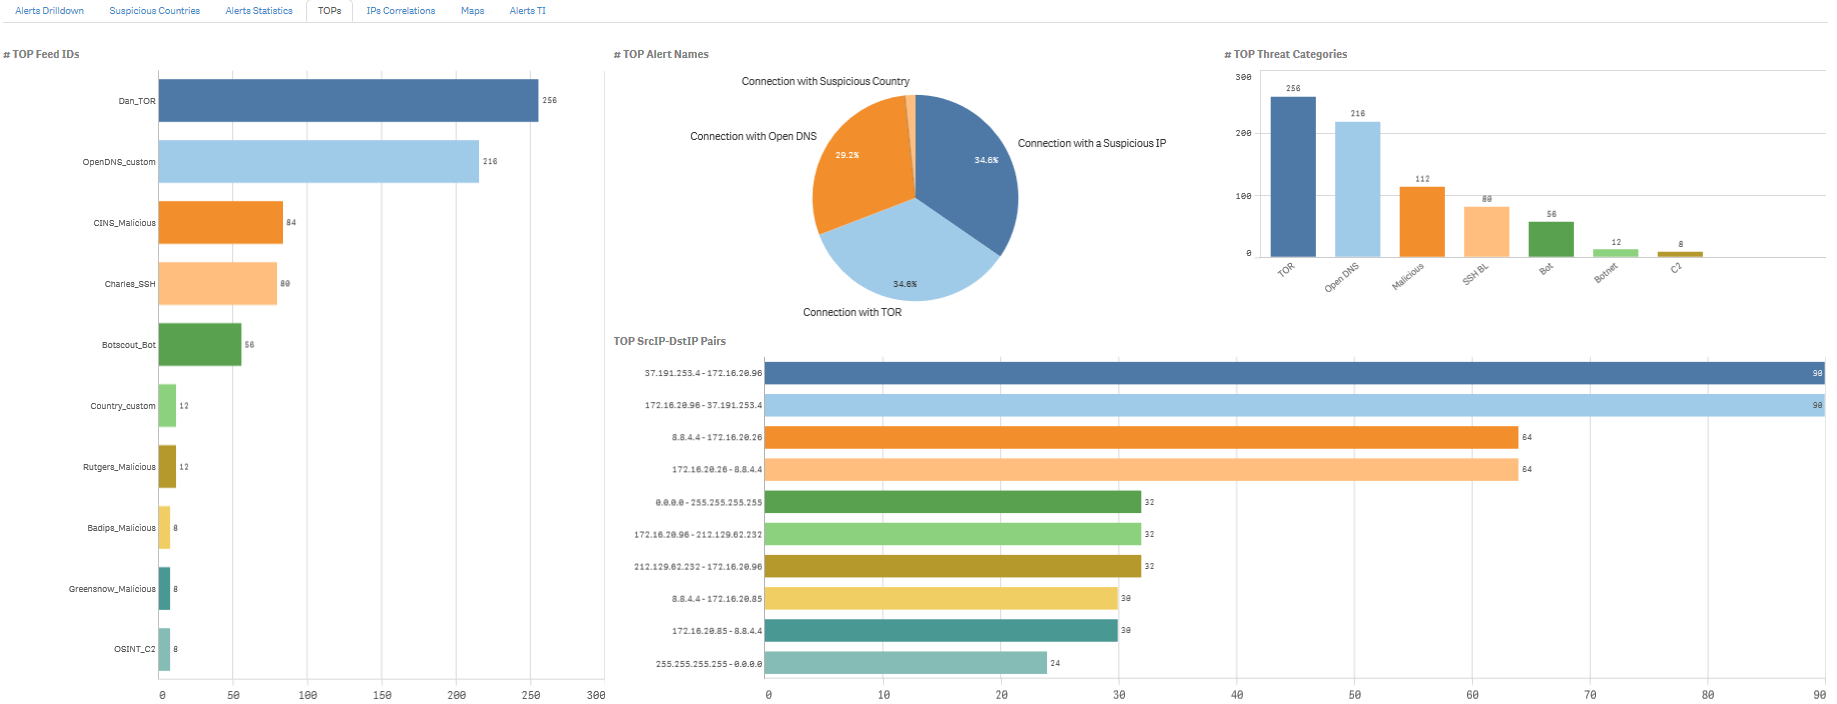 Alerts Drilldown Suspicious Countries Alerts Statistics TOPs IPs Correlations Maps Alerts TI
# TOP Feed IDs
Dan_TOR 256
OpenDNS_custom 216
CINS_Malicious 84
Charles_SSH 80
Botscout_Bot 56
Country_custom 12
Rutgers_Malicious 12
Badips_Malicious 8
Greensnow_Malicious 8
OSINT_C2 8
0 50 100 150 200 250 300
# TOP Alert Names
Connection with Suspicious Country
Connection with Open DNS
Connection with a Suspicious IP
29.2%
34.6%
34.6%
Connection with TOR
# TOP Threat Categories
300
200
100
0
256
216
112
80
56
12
8
TOR
Open DNS
Malicious
SSH BL
Bot
Botnet
C2
TOP SrcIP-DstIP Pairs
37.191.253.4 - 172.16.20.96 90
172.16.20.96 - 37.191.253.4 90
8.8.4.4 - 172.16.20.26 64
172.16.20.26 - 8.8.4.4 64
0.0.0.0 - 255.255.255.255 32
172.16.20.96 - 212.129.62.232 32
212.129.62.232 - 172.16.20.96 32
8.8.4.4 - 172.16.20.85 30
172.16.20.85 - 8.8.4.4 30
255.255.255.255 - 0.0.0.0 24
0 10 20 30 40 50 60 70 80 90